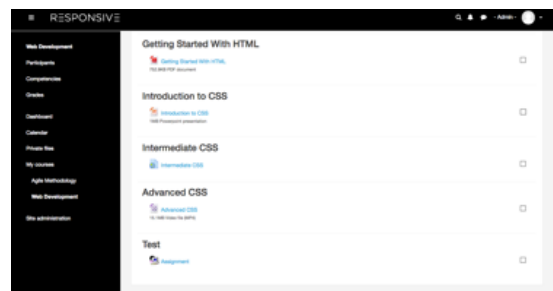 RESPONSIVE
- Admin -
Web Development
Participants
Competencies
Grades
Dashboard
Calendar
Private files
My courses
Agile Methodology
Web Development
Site administration
Getting Started With HTML
Getting Started With HTML
PDF document
Introduction to CSS
Introduction to CSS
1MB Powerpoint presentation
Intermediate CSS
Intermediate CSS
Advanced CSS
Advanced CSS
Video file (MP4)
Test
Assignment